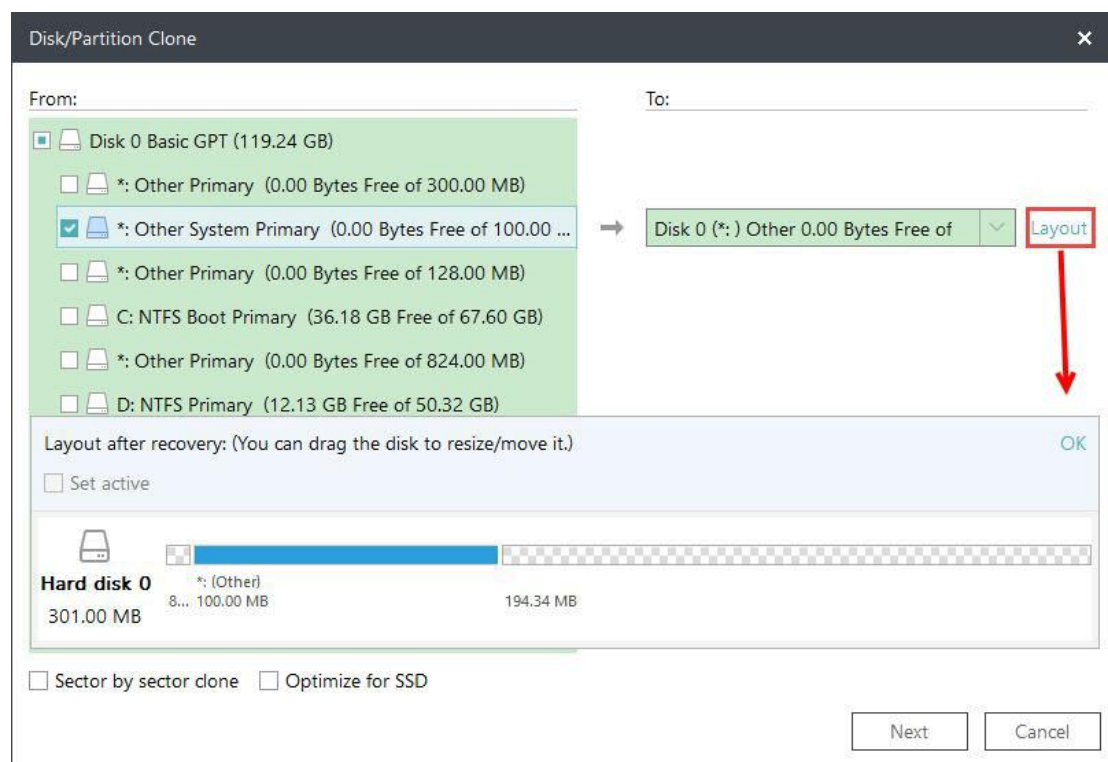 Disk/Partition Clone
From:
To:
Disk 0 Basic GPT (119.24 GB)
*: Other Primary (0.00 Bytes Free of 300.00 MB)
*: Other System Primary (0.00 Bytes Free of 100.00 ...
Disk 0 (*: ) Other 0.00 Bytes Free of
Layout
*: Other Primary (0.00 Bytes Free of 128.00 MB)
C: NTFS Boot Primary (36.18 GB Free of 67.60 GB)
*: Other Primary (0.00 Bytes Free of 824.00 MB)
D: NTFS Primary (12.13 GB Free of 50.32 GB)
Layout after recovery: (You can drag the disk to resize/move it.)
OK
Set active
Hard disk 0
301.00 MB
*: (Other)
8... 100.00 MB
194.34 MB
Sector by sector clone
Optimize for SSD
Next
Cancel